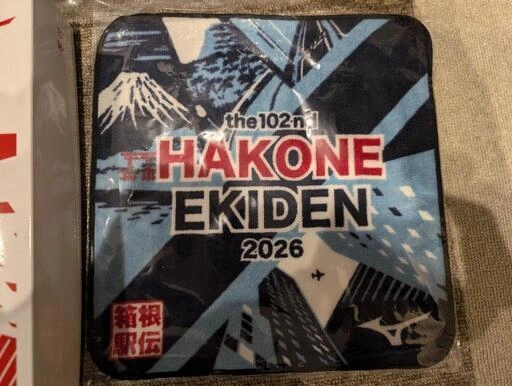 the 102nd
HAKONE
EKIDEN
2026
箱根
駅伝